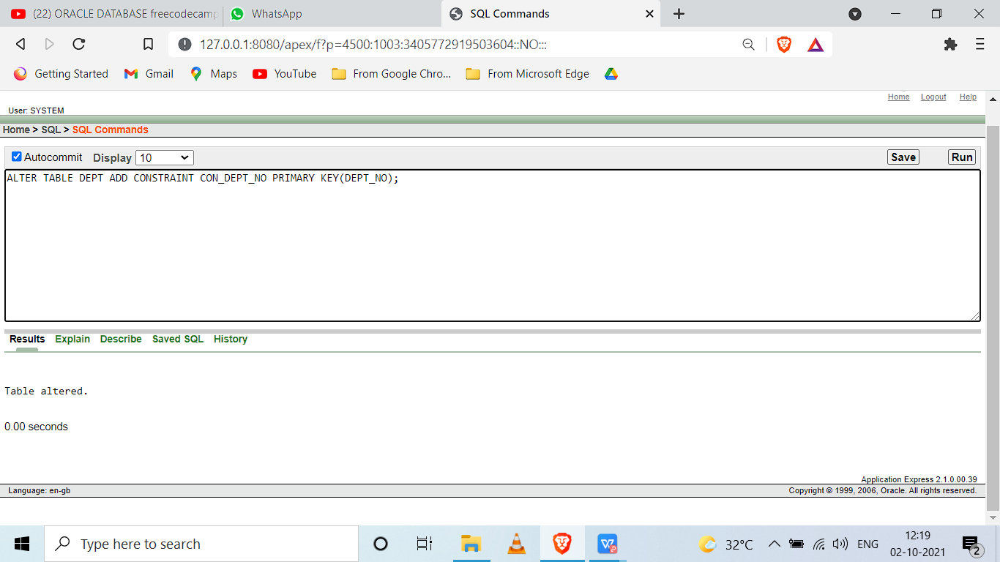 (22) ORACLE DATABASE freecodecamp
WhatsApp
SQL Commands
127.0.0.1:8080/apex/f?p=4500:1003:3405772919503604::NO:::
Getting Started
Gmail
Maps
YouTube
From Google Chro...
From Microsoft Edge
Home Logout Help
User: SYSTEM
Home > SQL > SQL Commands
Autocommit Display 10 Save Run
ALTER TABLE DEPT ADD CONSTRAINT CON_DEPT_NO PRIMARY KEY(DEPT_NO);
Results Explain Describe Saved SQL History
Table altered.
0.00 seconds
Application Express 2.1.0.00.39
Language: en-gb
Copyright © 1999, 2006, Oracle. All rights reserved.
Type here to search
32°C
ENG
12:19
02-10-2021
2